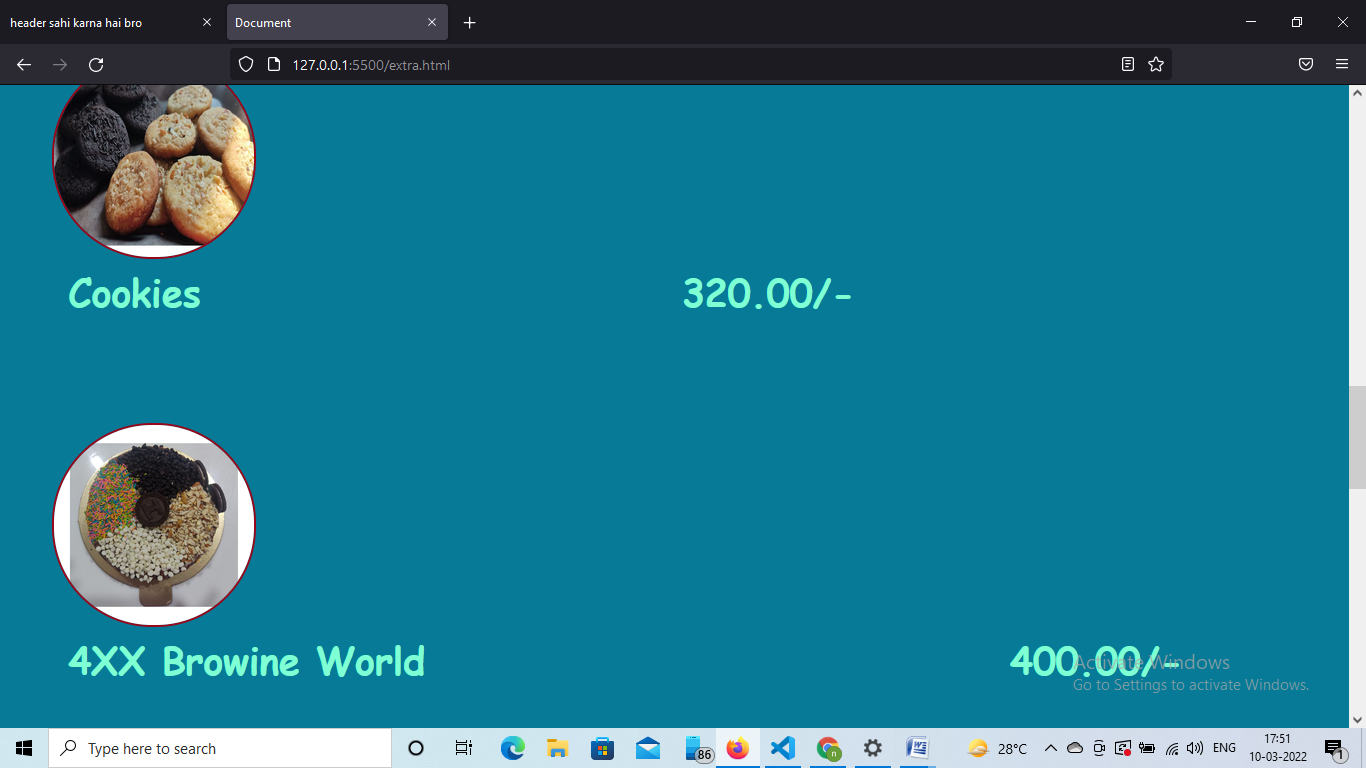 header sahi karna hai bro
Document
127.0.0.1:5500/extra.html
Cookies 320.00/-
4XX Browine World 400.00/-
Activate Windows
Go to Settings to activate Windows.
Type here to search
86
n
W
28°C
ENG
17:51
10-03-2022
1